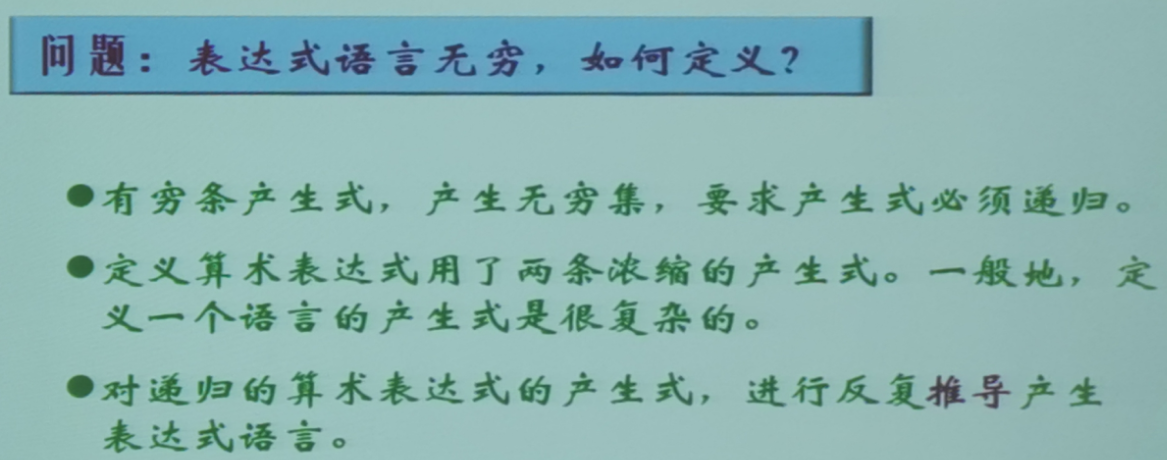 问题：表达式语言无穷，如何定义？
●有穷条产生式，产生无穷集，要求产生式必须递归。
●定义算术表达式用了两条浓缩的产生式。一般地，定
义一个语言的产生式是很复杂的。
●对递归的算术表达式的产生式，进行反复推导产生
表达式语言。